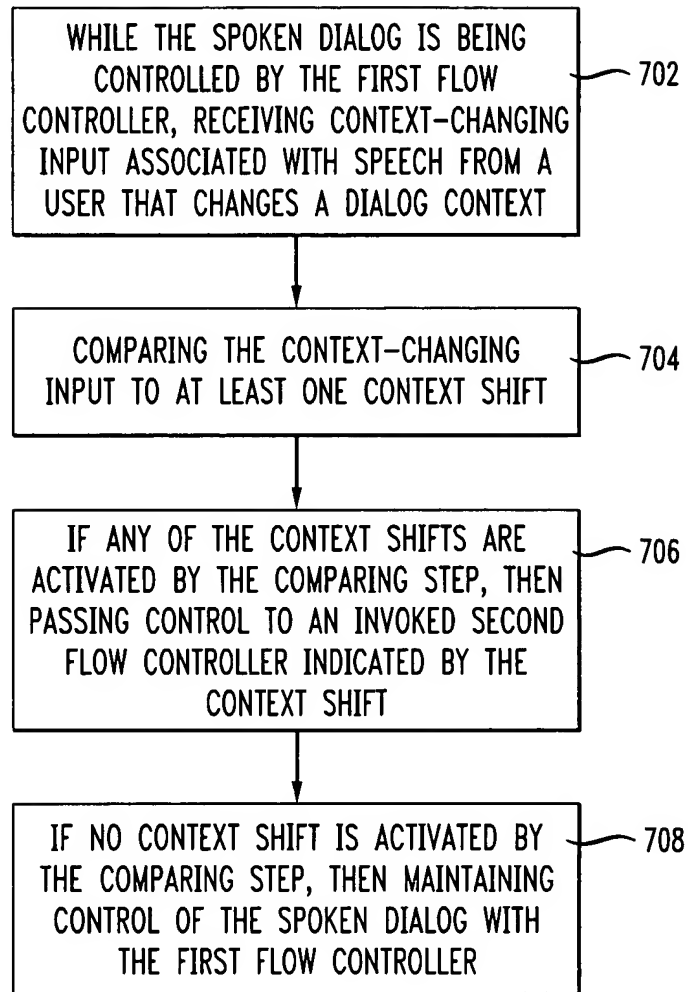 WHILE THE SPOKEN DIALOG IS BEING
CONTROLLED BY THE FIRST FLOW
CONTROLLER, RECEIVING CONTEXT-CHANGING
INPUT ASSOCIATED WITH SPEECH FROM A
USER THAT CHANGES A DIALOG CONTEXT
702
COMPARING THE CONTEXT-CHANGING
INPUT TO AT LEAST ONE CONTEXT SHIFT
704
IF ANY OF THE CONTEXT SHIFTS ARE
ACTIVATED BY THE COMPARING STEP, THEN
PASSING CONTROL TO AN INVOKED SECOND
FLOW CONTROLLER INDICATED BY THE
CONTEXT SHIFT
706
IF NO CONTEXT SHIFT IS ACTIVATED BY
THE COMPARING STEP, THEN MAINTAINING
CONTROL OF THE SPOKEN DIALOG WITH
THE FIRST FLOW CONTROLLER
708